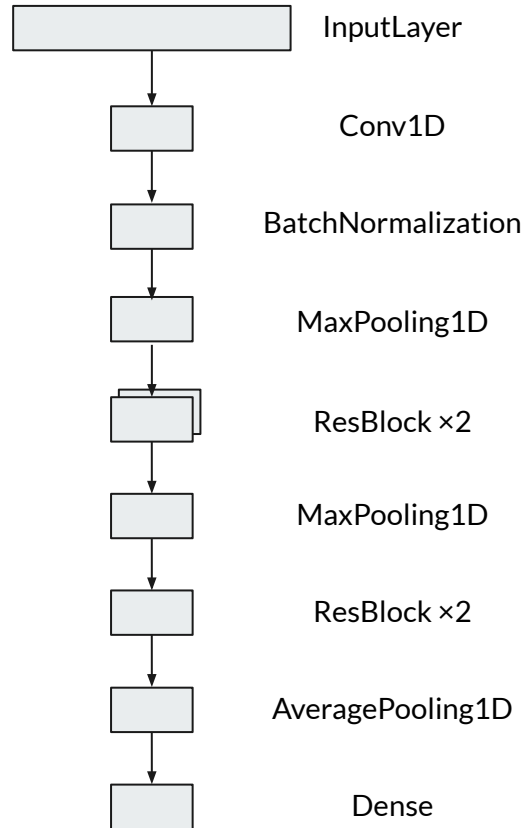 InputLayer
Conv1D
BatchNormalization
MaxPooling1D
ResBlock ×2
MaxPooling1D
ResBlock ×2
AveragePooling1D
Dense